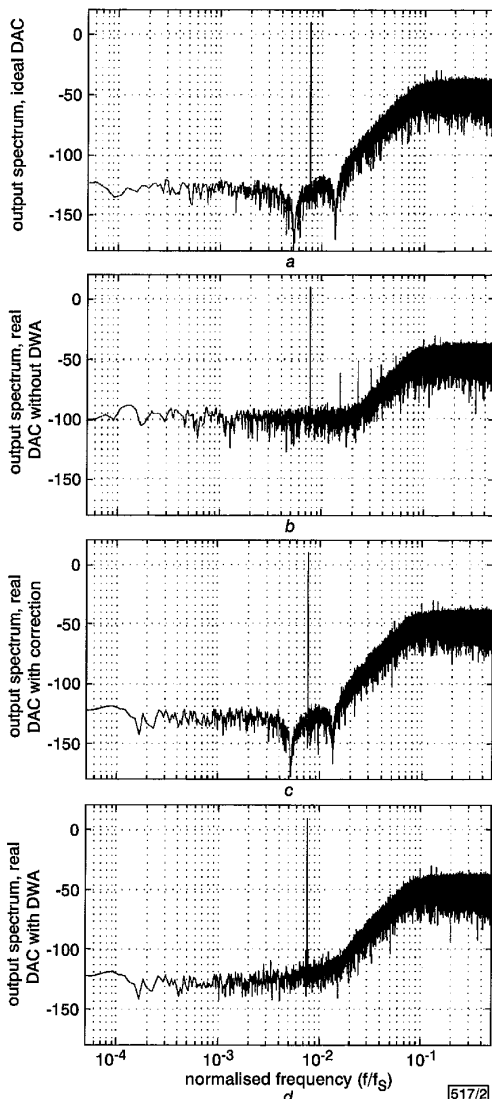 output spectrum, ideal DAC
0
-50
-100
-150
a
output spectrum, real
DAC without DWA
0
-50
-100
-150
b
output spectrum, real
DAC with correction
0
-50
-100
-150
c
output spectrum, real
DAC with DWA
0
-50
-100
-150
10-4
10-3
10-2
10-1
normalised frequency (f/fS)
d
517/2